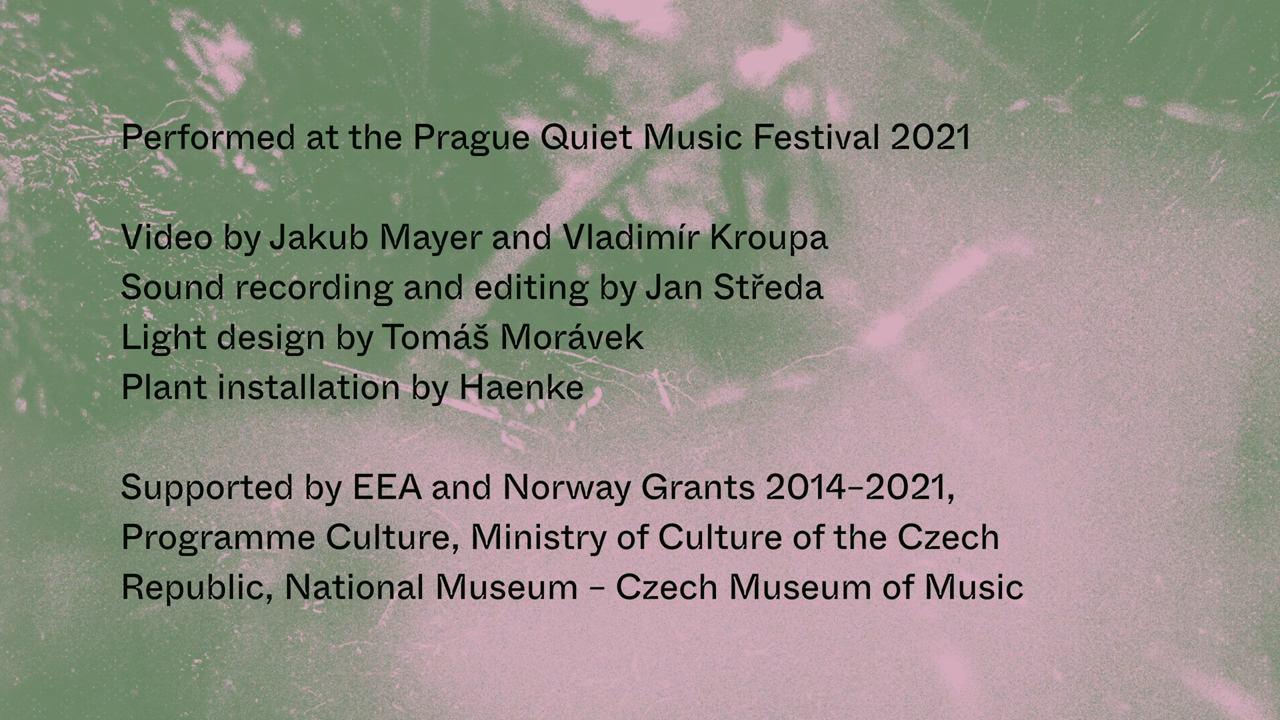 Performed at the Prague Quiet Music Festival 2021
Video by Jakub Mayer and Vladimír Kroupa
Sound recording and editing by Jan Středa
Light design by Tomáš Morávek
Plant installation by Haenke
Supported by EEA and Norway Grants 2014–2021,
Programme Culture, Ministry of Culture of the Czech
Republic, National Museum – Czech Museum of Music